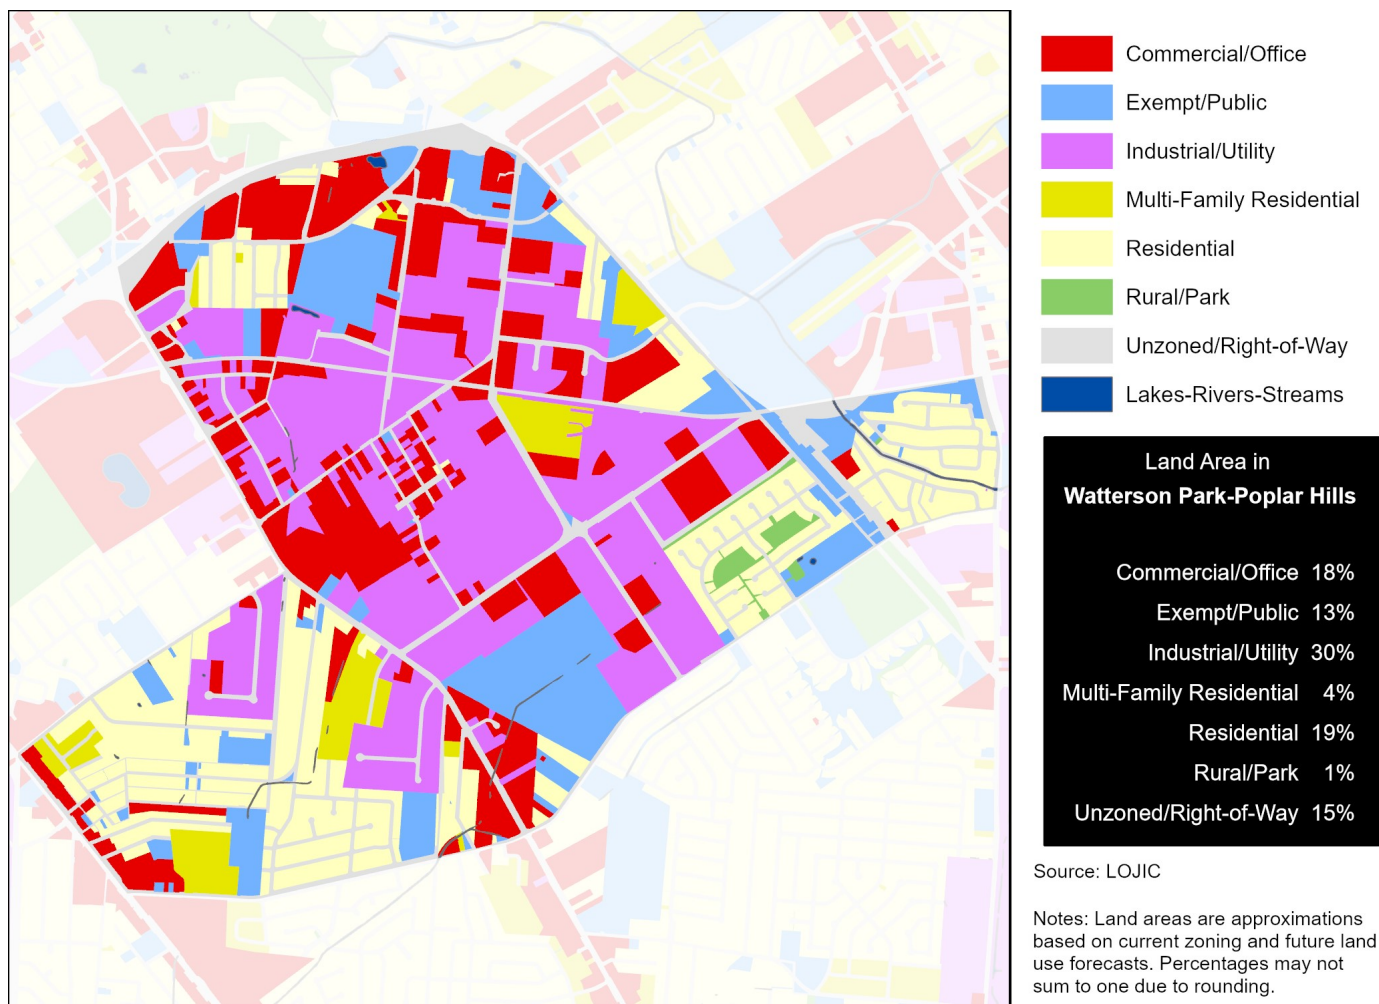 Commercial/Office
Exempt/Public
Industrial/Utility
Multi-Family Residential
Residential
Rural/Park
Unzoned/Right-of-Way
Lakes-Rivers-Streams
Land Area in
Watterson Park-Poplar Hills
Commercial/Office 18%
Exempt/Public 13%
Industrial/Utility 30%
Multi-Family Residential 4%
Residential 19%
Rural/Park 1%
Unzoned/Right-of-Way 15%
Source: LOJIC
Notes: Land areas are approximations
based on current zoning and future land
use forecasts. Percentages may not
sum to one due to rounding.